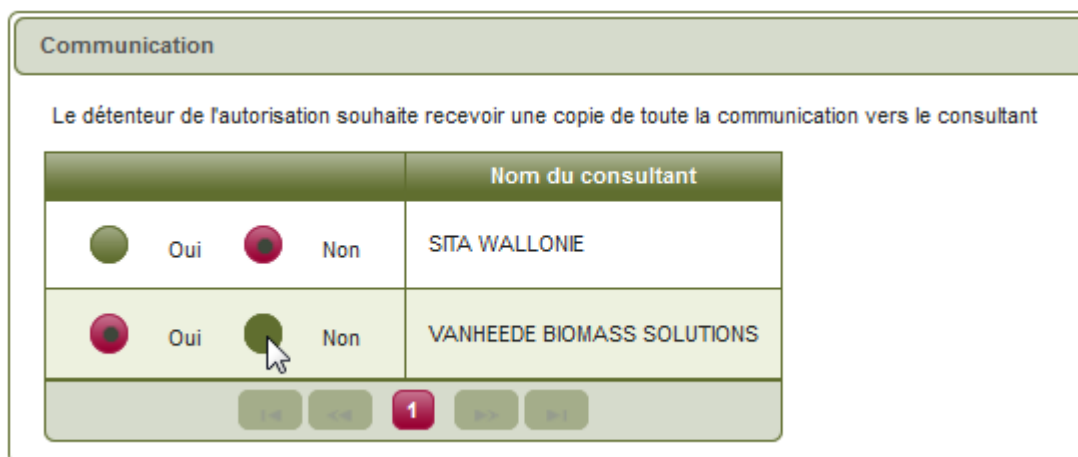 Communication
Le détenteur de l'autorisation souhaite recevoir une copie de toute la communication vers le consultant
Nom du consultant
Oui Non SITA WALLONIE
Oui Non VANHEEDE BIOMASS SOLUTIONS
1